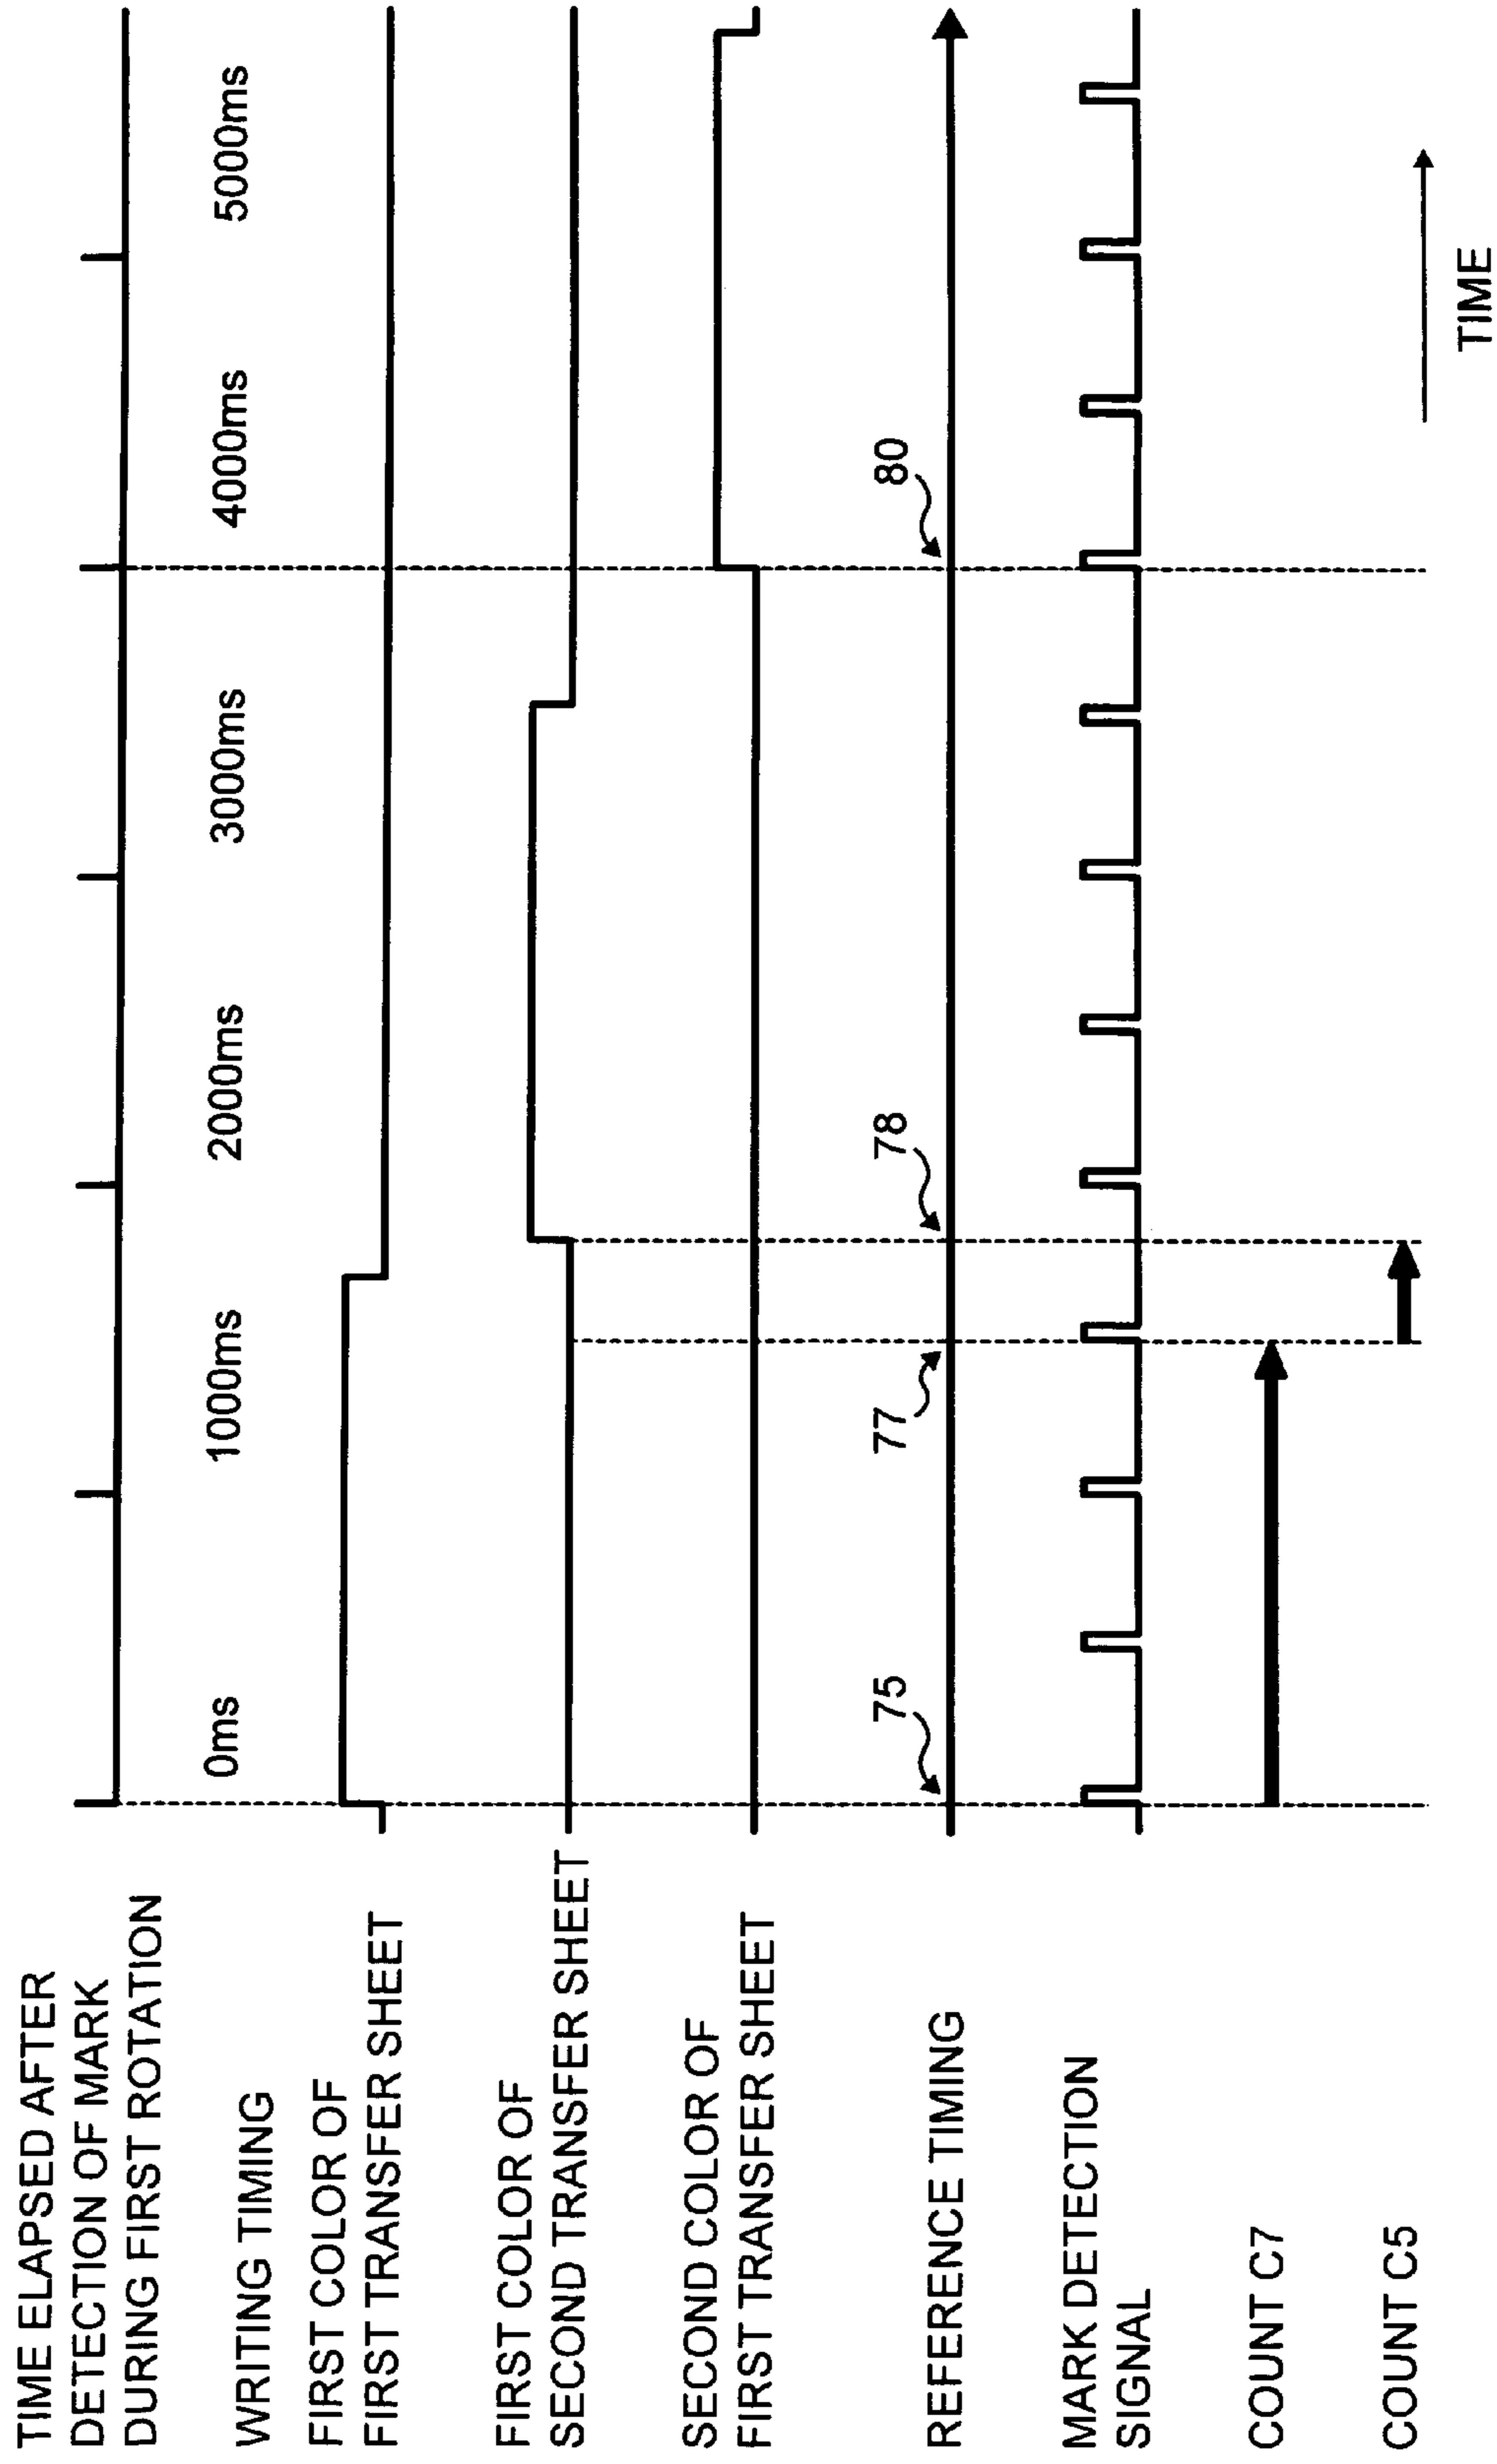 TIME ELAPSED AFTER
DETECTION OF MARK
DURING FIRST ROTATION
0ms 1000ms 2000ms 3000ms 4000ms 5000ms
WRITING TIMING
FIRST COLOR OF
FIRST TRANSFER SHEET
FIRST COLOR OF
SECOND TRANSFER SHEET
SECOND COLOR OF
FIRST TRANSFER SHEET
75 77 78 80
REFERENCE TIMING
MARK DETECTION
SIGNAL
COUNT C7
COUNT C5
TIME